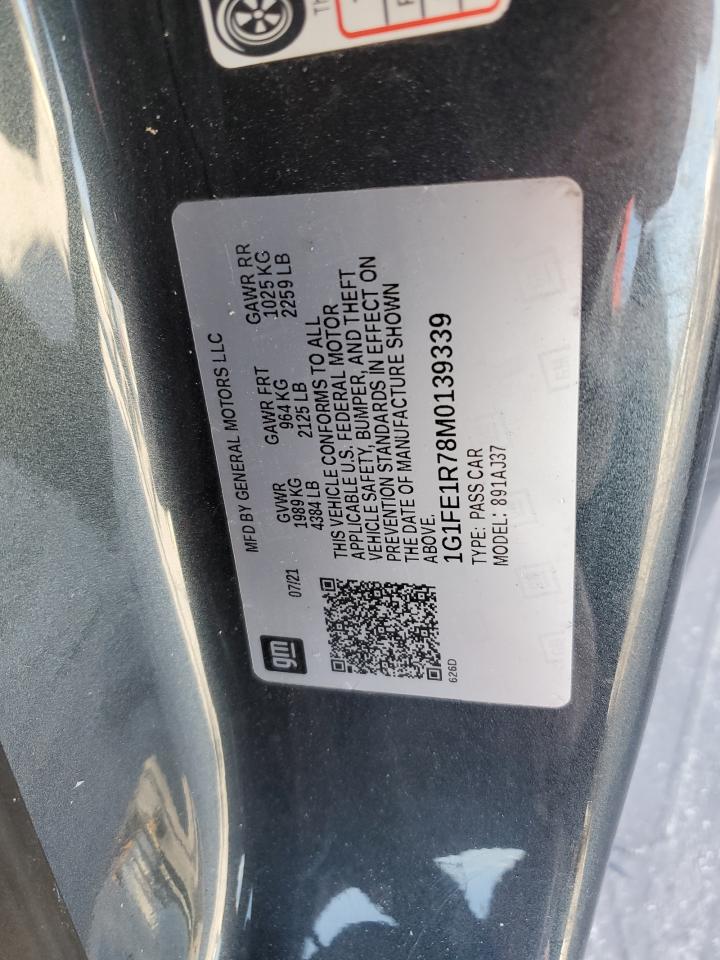 MFD BY GENERAL MOTORS LLC
gm
07/21
GVWR GAWR FRT GAWR RR
1989 KG 964 KG 1025 KG
4384 LB 2125 LB 2259 LB
THIS VEHICLE CONFORMS TO ALL
APPLICABLE U.S. FEDERAL MOTOR
VEHICLE SAFETY, BUMPER, AND THEFT
PREVENTION STANDARDS IN EFFECT ON
THE DATE OF MANUFACTURE SHOWN
ABOVE.
1G1FE1R78M0139339
626D
TYPE: PASS CAR
MODEL: 891AJ37